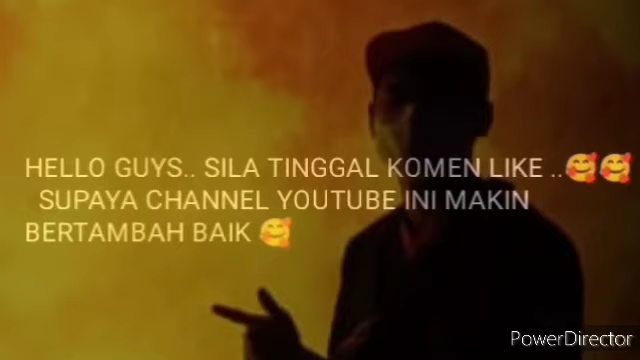 HELLO GUYS.. SILA TINGGAL KOMEN LIKE ..🥰🥰
SUPAYA CHANNEL YOUTUBE INI MAKIN
BERTAMBAH BAIK 🥰
PowerDirector